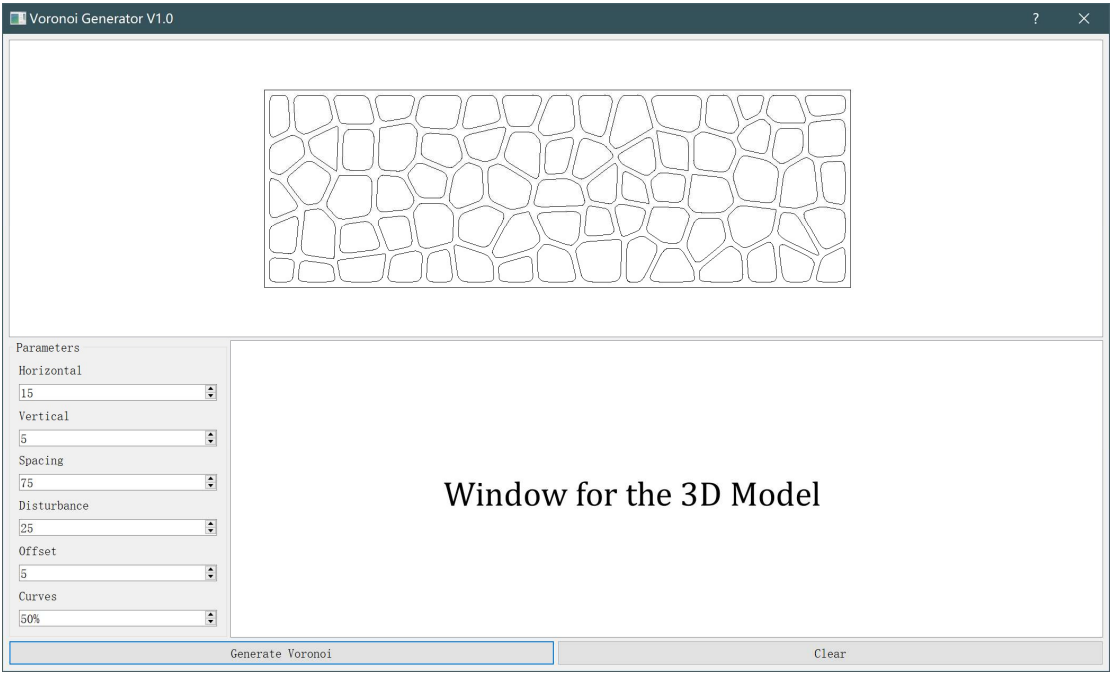 Voronoi Generator V1.0
?
Parameters
Horizontal
15
Vertical
5
Spacing
75
Disturbance
25
Offset
5
Curves
50%
Window for the 3D Model
Generate Voronoi
Clear